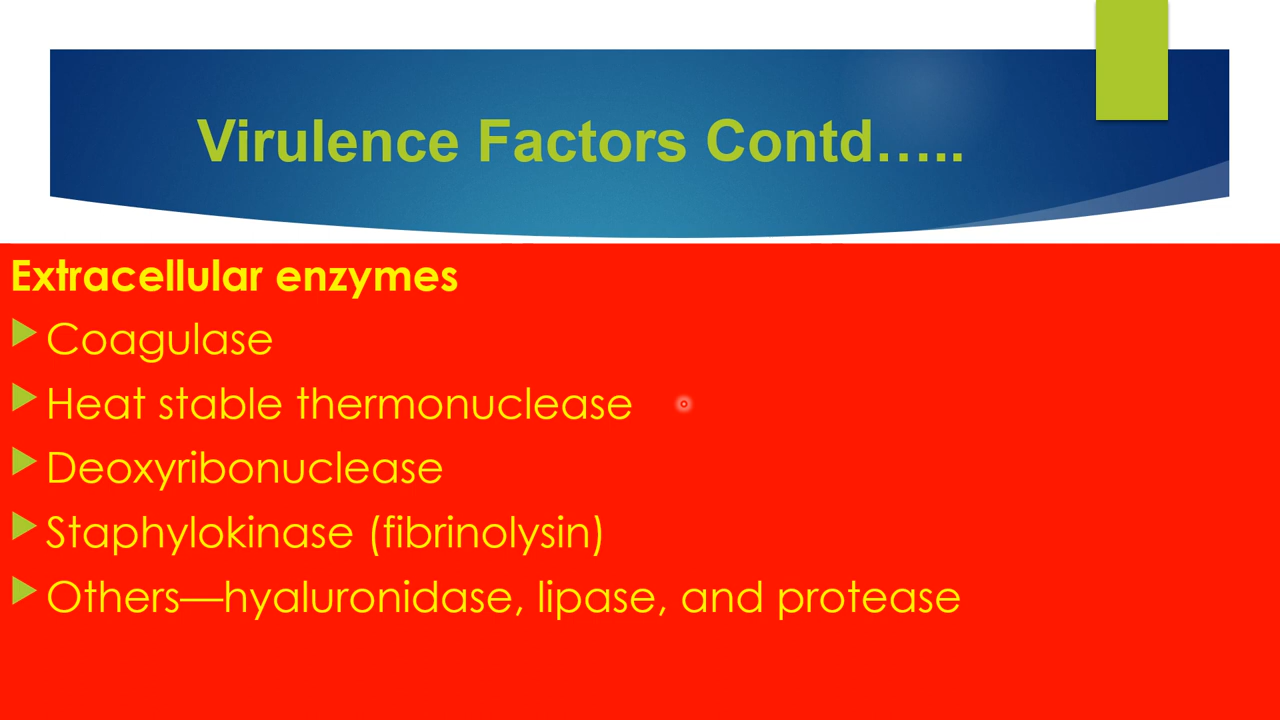 Virulence Factors Contd…..
Extracellular enzymes
Coagulase
Heat stable thermonuclease
Deoxyribonuclease
Staphylokinase (fibrinolysin)
Others—hyaluronidase, lipase, and protease